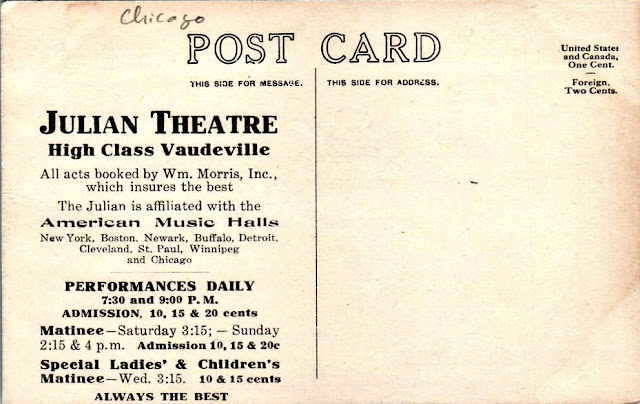 Chicago
POST CARD
THIS SIDE FOR MESSAGE.
THIS SIDE FOR ADDRESS.
United States
and Canada,
One Cent.
Foreign,
Two Cents.
JULIAN THEATRE
High Class Vaudeville
All acts booked by Wm. Morris, Inc.,
which insures the best
The Julian is affiliated with the
American Music Halls
New York, Boston, Newark, Buffalo, Detroit,
Cleveland, St. Paul, Winnipeg
and Chicago
PERFORMANCES DAILY
7:30 and 9:00 P. M.
ADMISSION, 10, 15 & 20 cents
Matinee—Saturday 3:15; — Sunday
2:15 & 4 p.m. Admission 10, 15 & 20c
Special Ladies' & Children's
Matinee—Wed. 3:15. 10 & 15 cents
ALWAYS THE BEST